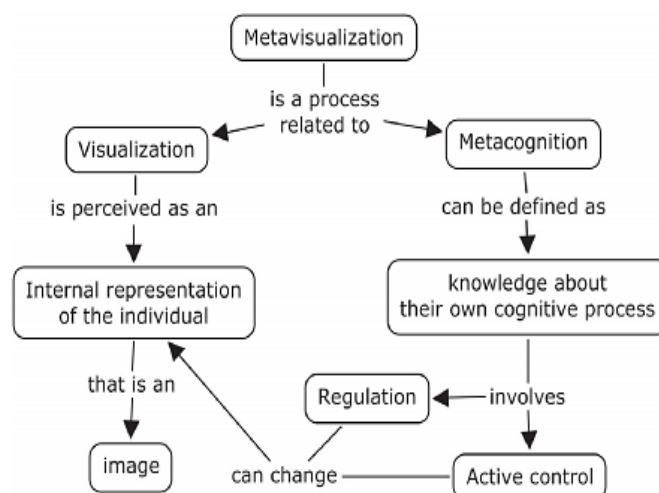 Metavisualization
is a process
related to
Visualization
Metacognition
is perceived as an
can be defined as
Internal representation
of the individual
knowledge about
their own cognitive process
that is an
Regulation
involves
image
can change
Active control